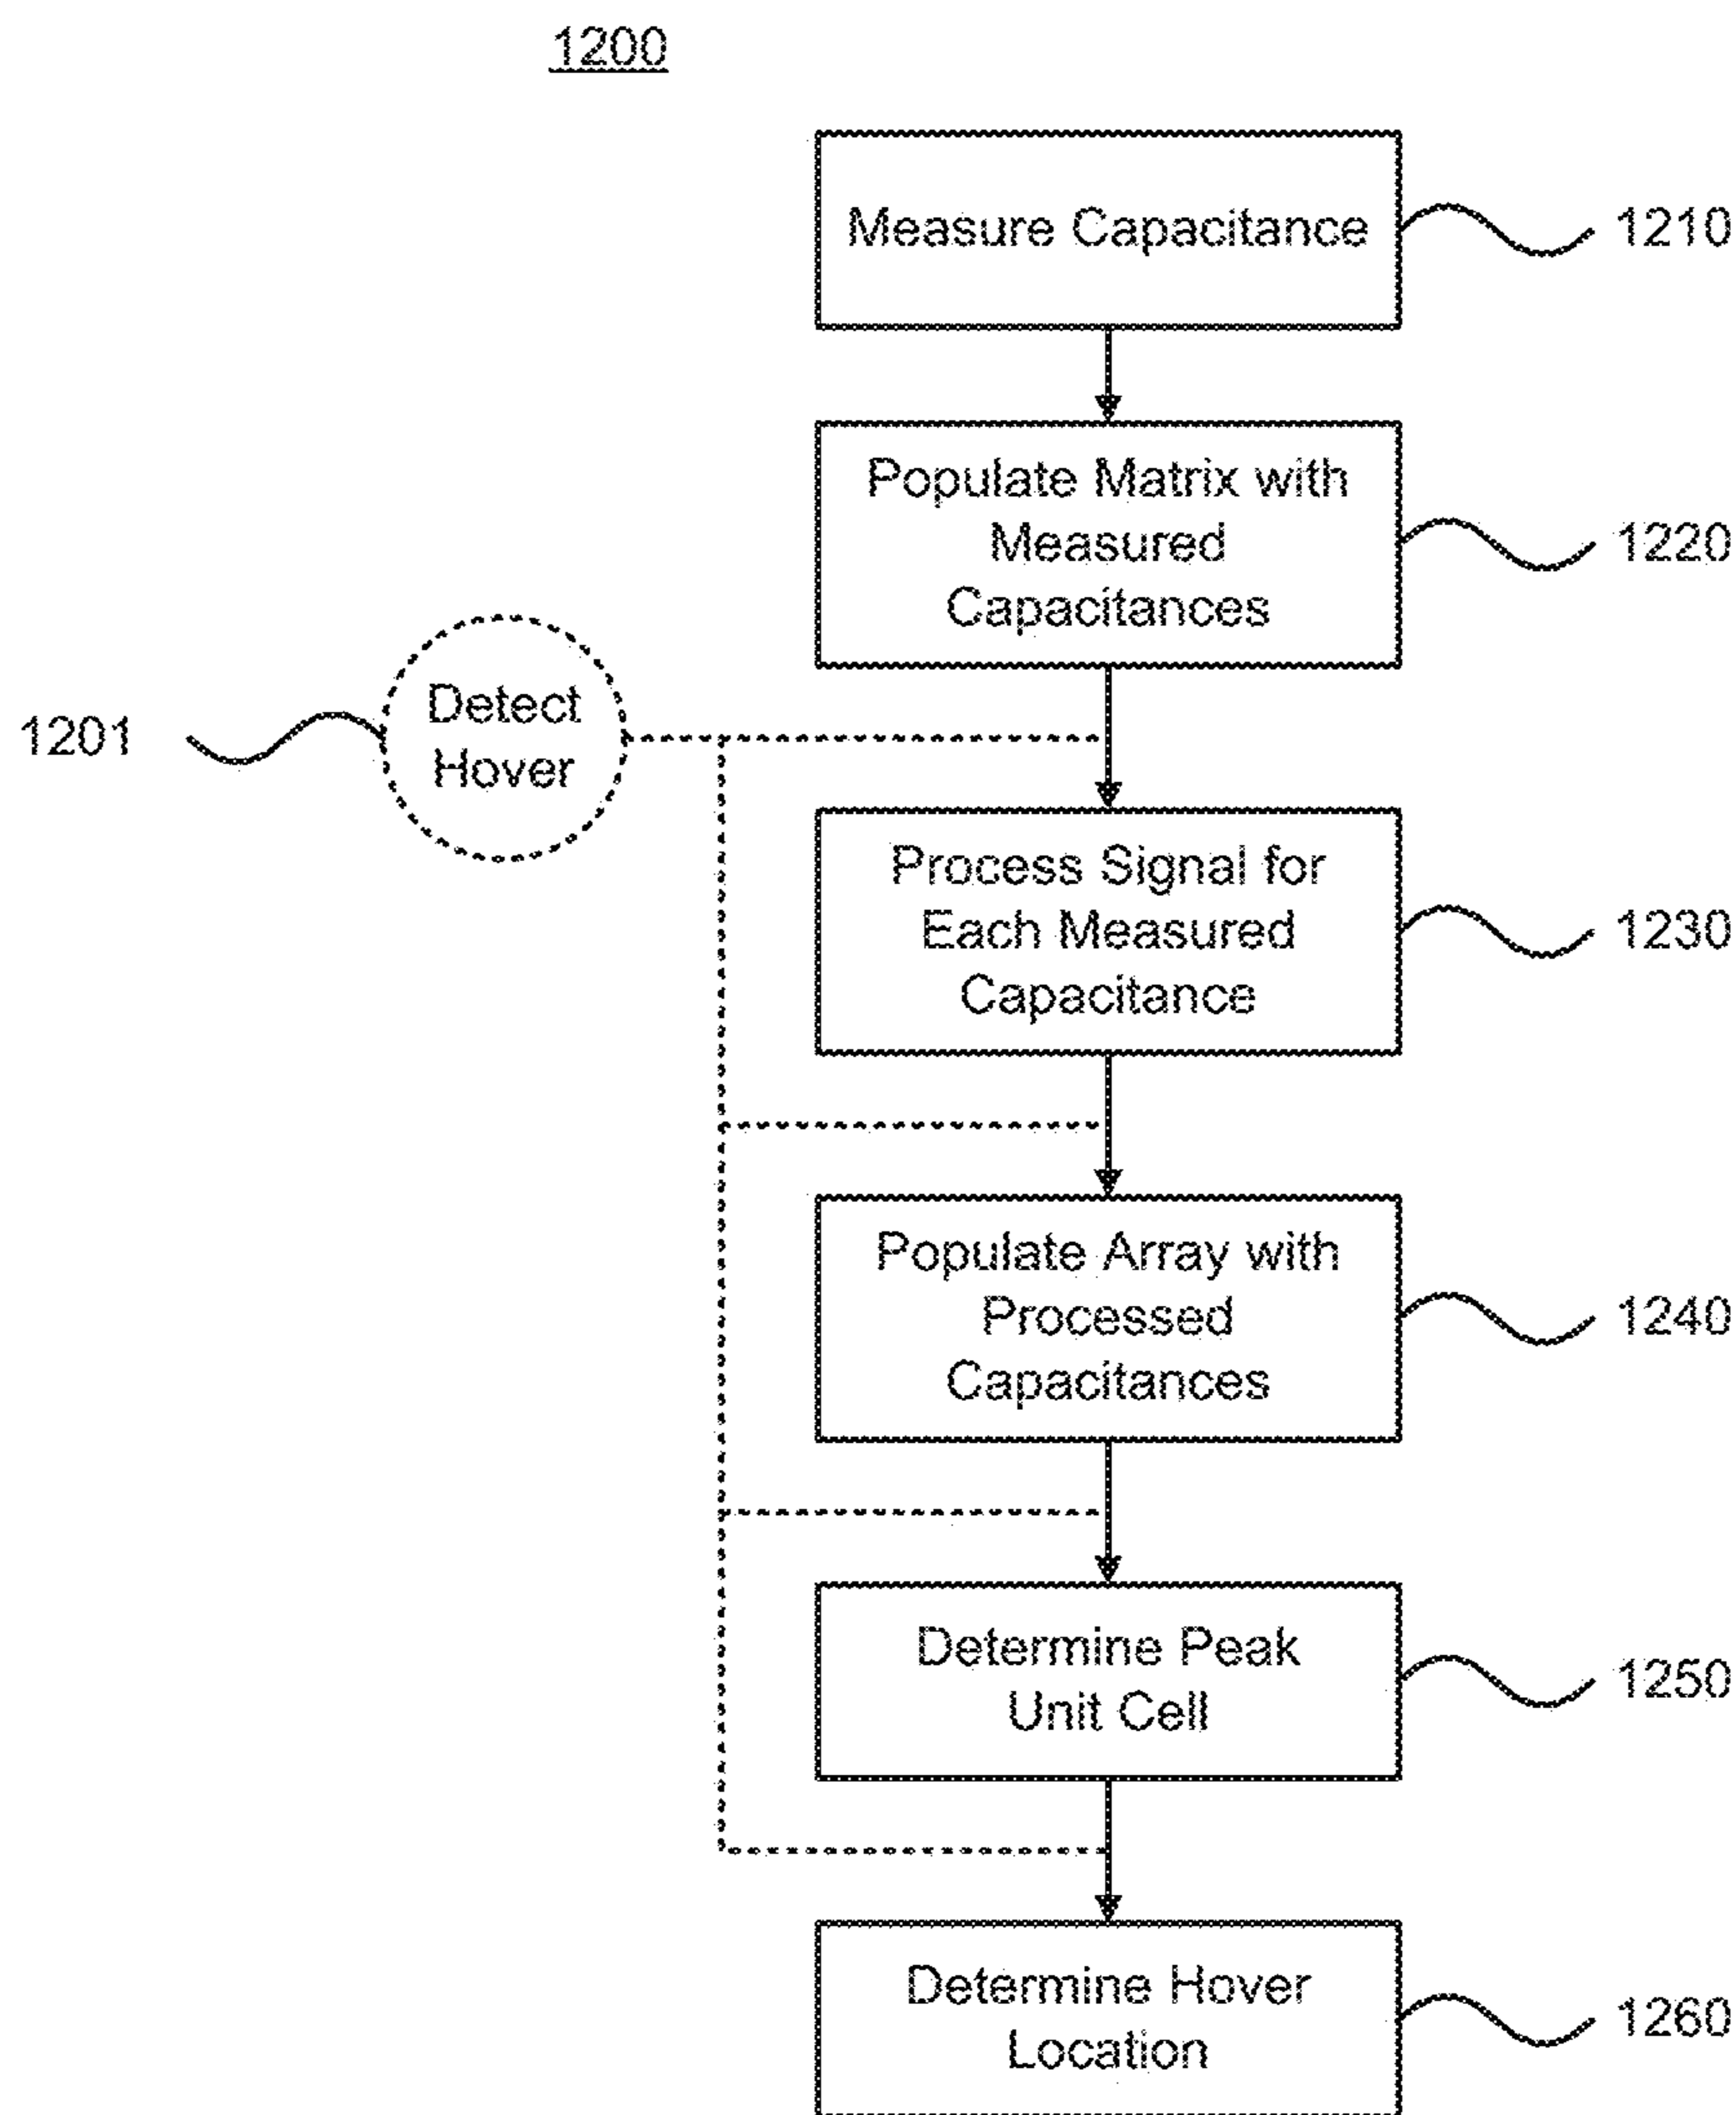 1200
Measure Capacitance
1210
Populate Matrix with
Measured
Capacitances
1220
1201
Detect
Hover
Process Signal for
Each Measured
Capacitance
1230
Populate Array with
Processed
Capacitances
1240
Determine Peak
Unit Cell
1250
Determine Hover
Location
1260